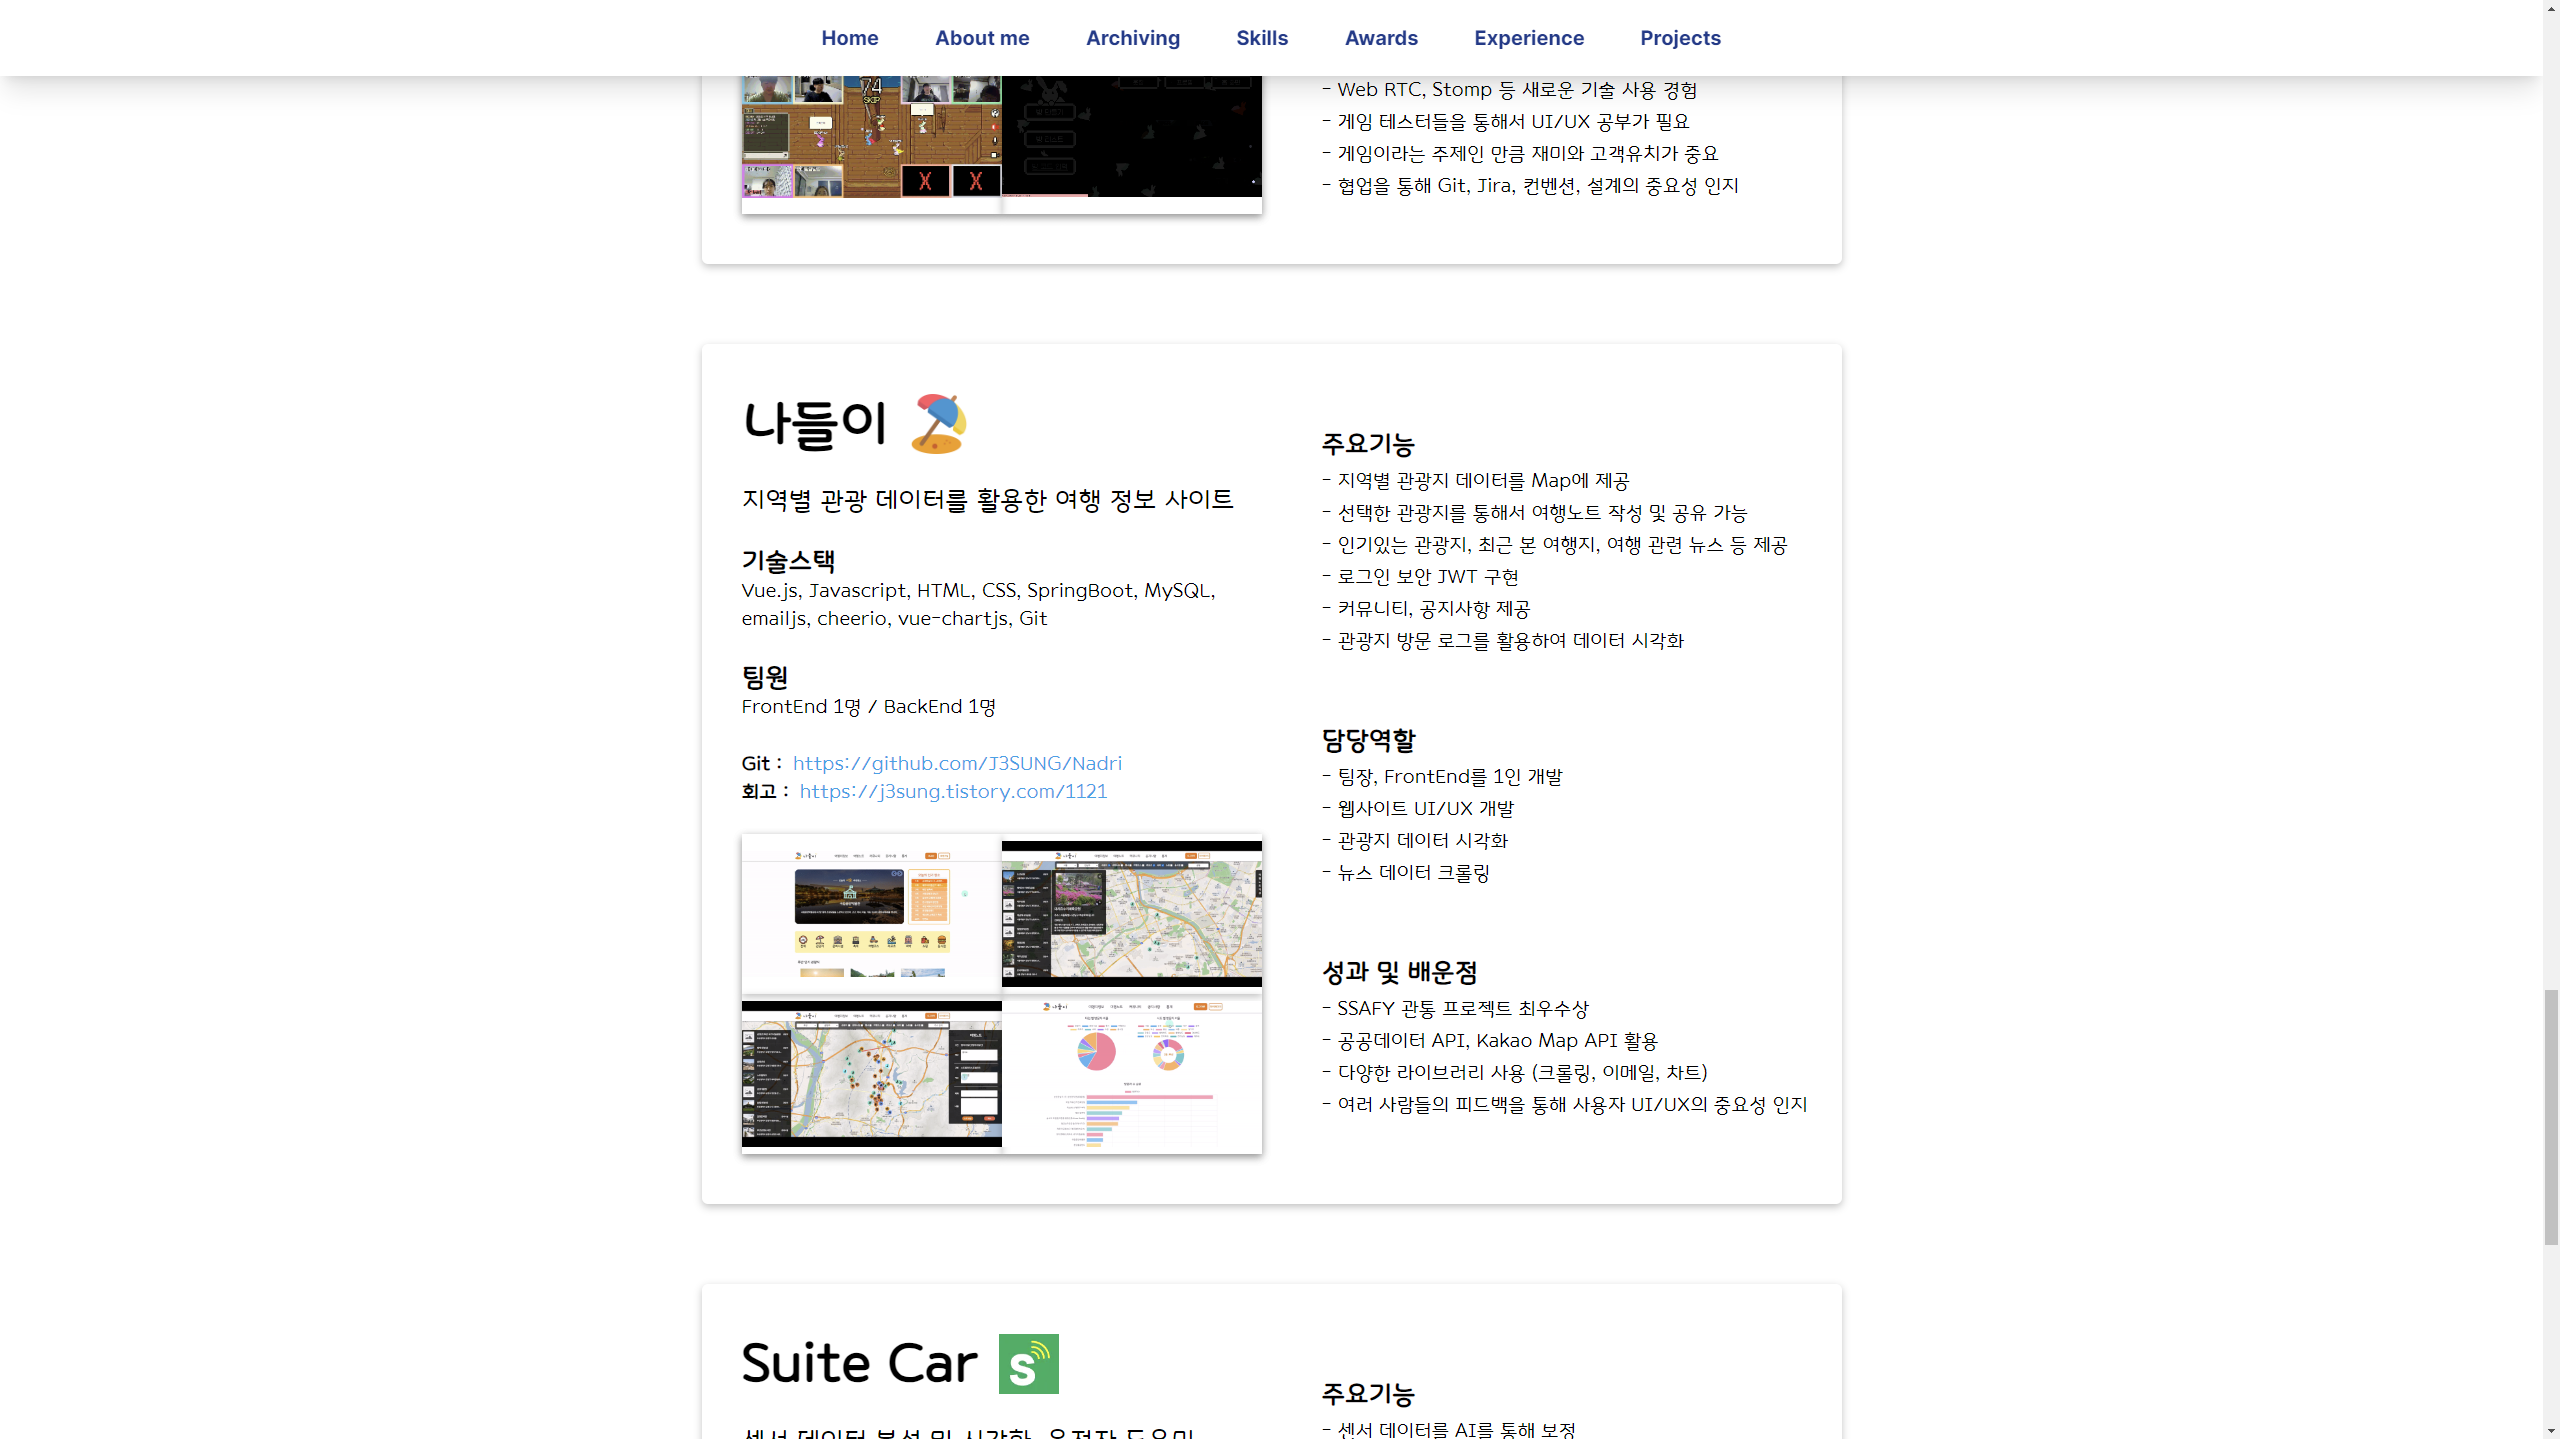 Home About me Archiving Skills Awards Experience Projects
74
SKIP
- Web RTC, Stomp 등 새로운 기술 사용 경험
- 게임 테스터들을 통해서 UI/UX 공부가 필요
- 게임이라는 주제인 만큼 재미와 고객유치가 중요
- 협업을 통해 Git, Jira, 컨벤션, 설계의 중요성 인지
나들이
지역별 관광 데이터를 활용한 여행 정보 사이트
기술스택
Vue.js, Javascript, HTML, CSS, SpringBoot, MySQL,
emailjs, cheerio, vue-chartjs, Git
팀원
FrontEnd 1명 / BackEnd 1명
Git : https://github.com/J3SUNG/Nadri
회고 : https://j3sung.tistory.com/1121
주요기능
- 지역별 관광지 데이터를 Map에 제공
- 선택한 관광지를 통해서 여행노트 작성 및 공유 가능
- 인기있는 관광지, 최근 본 여행지, 여행 관련 뉴스 등 제공
- 로그인 보안 JWT 구현
- 커뮤니티, 공지사항 제공
- 관광지 방문 로그를 활용하여 데이터 시각화
담당역할
- 팀장, FrontEnd를 1인 개발
- 웹사이트 UI/UX 개발
- 관광지 데이터 시각화
- 뉴스 데이터 크롤링
성과 및 배운점
- SSAFY 관통 프로젝트 최우수상
- 공공데이터 API, Kakao Map API 활용
- 다양한 라이브러리 사용 (크롤링, 이메일, 차트)
- 여러 사람들의 피드백을 통해 사용자 UI/UX의 중요성 인지
Suite Car
S
센서 데이터 분석 및 시각화, 운전자 도우미
주요기능
- 센서 데이터를 AI를 통해 보정